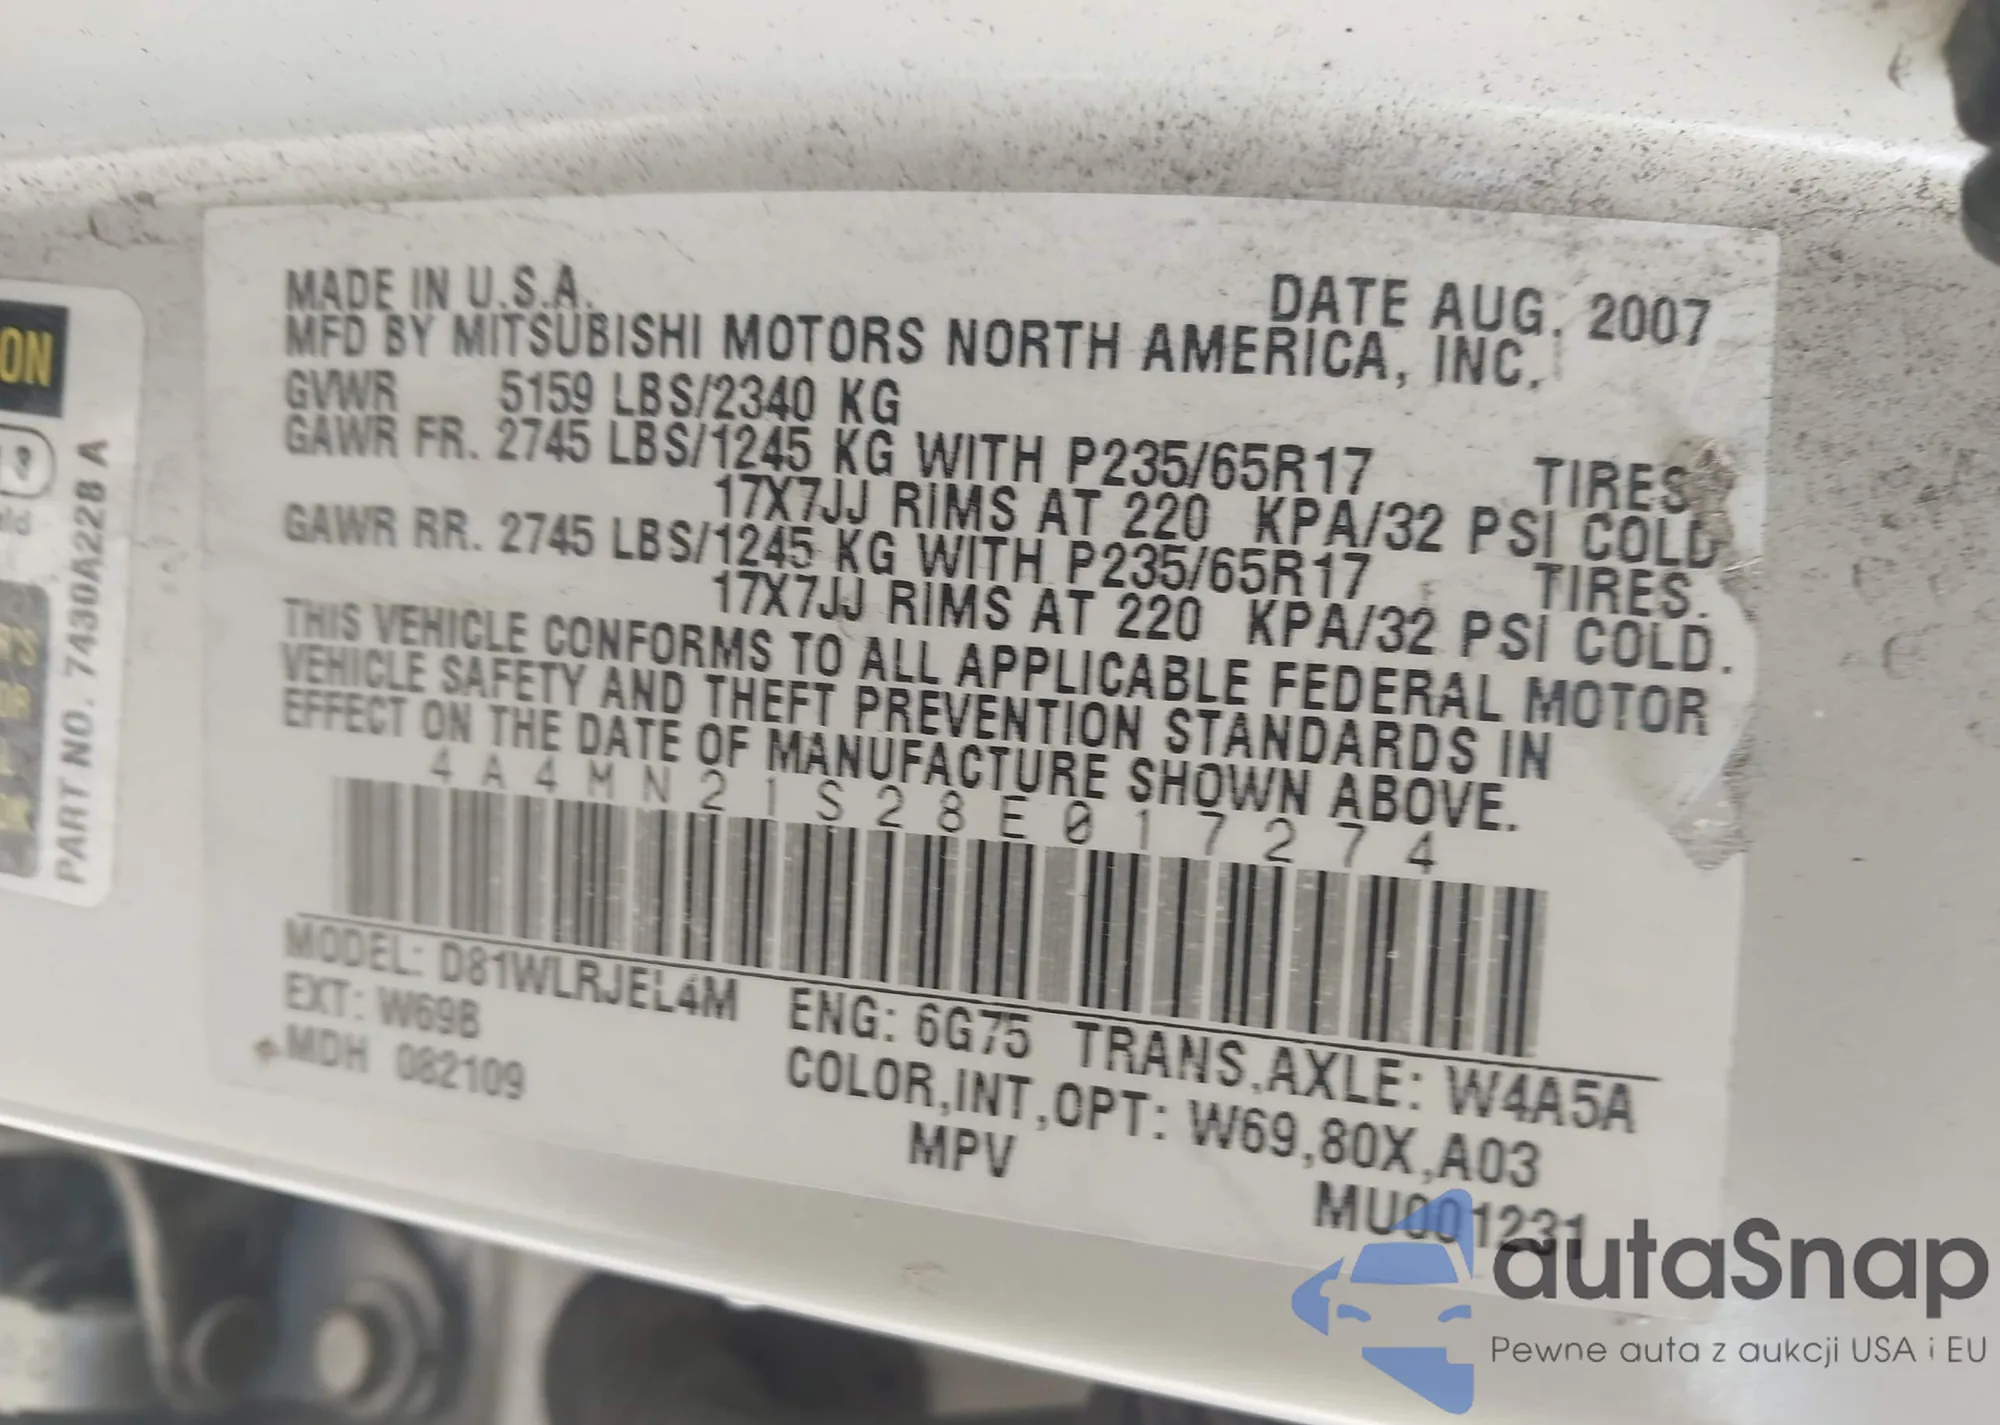 MADE IN U.S.A. DATE AUG. 2007
MFD BY MITSUBISHI MOTORS NORTH AMERICA, INC.
GVWR 5159 LBS/2340 KG
GAWR FR. 2745 LBS/1245 KG WITH P235/65R17 TIRES
17X7JJ RIMS AT 220 KPA/32 PSI COLD
GAWR RR. 2745 LBS/1245 KG WITH P235/65R17 TIRES.
17X7JJ RIMS AT 220 KPA/32 PSI COLD.
THIS VEHICLE CONFORMS TO ALL APPLICABLE FEDERAL MOTOR
VEHICLE SAFETY AND THEFT PREVENTION STANDARDS IN
EFFECT ON THE DATE OF MANUFACTURE SHOWN ABOVE.
4A4MN21S28E017274
MODEL: D81WLRJEL4M ENG: 6G75 TRANS,AXLE: W4A5A
EXT: W69B COLOR,INT,OPT: W69,80X,A03
MDH 082109 MPV MU001231
PART NO. 7430A228 A
autaSnap
Pewne auta z aukcji USA i EU